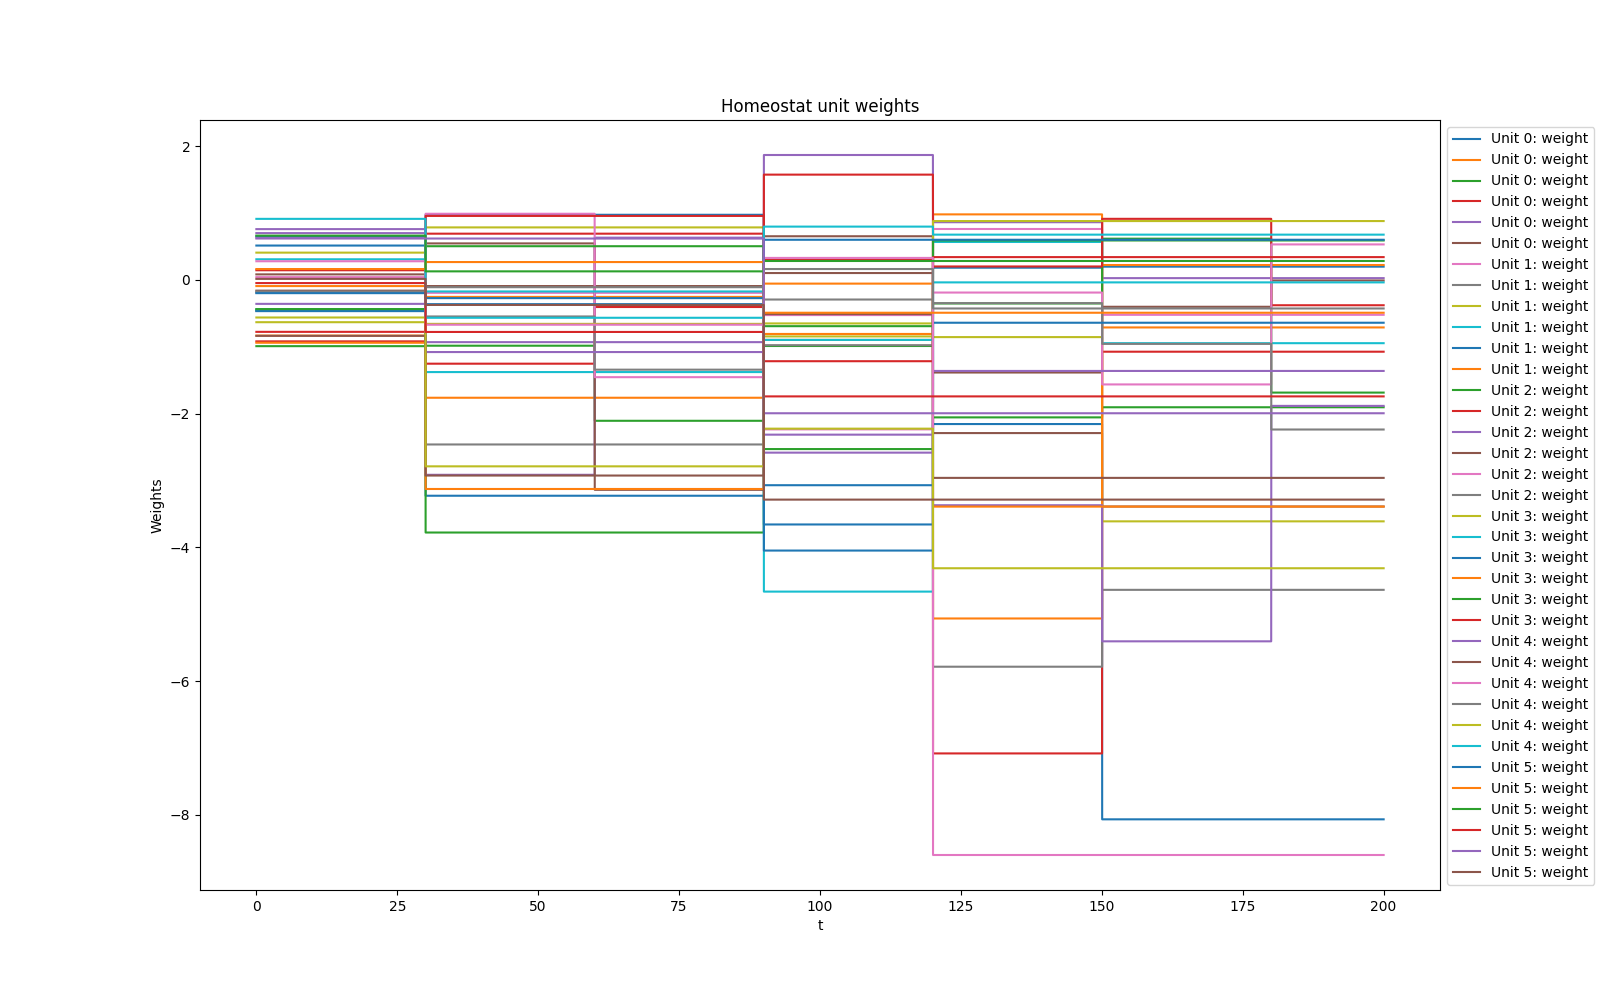 Homeostat unit weights
Weights
2
0
−2
−4
−6
−8
0
25
50
75
100
125
150
175
200
t
Unit 0: weight
Unit 0: weight
Unit 0: weight
Unit 0: weight
Unit 0: weight
Unit 0: weight
Unit 1: weight
Unit 1: weight
Unit 1: weight
Unit 1: weight
Unit 1: weight
Unit 1: weight
Unit 2: weight
Unit 2: weight
Unit 2: weight
Unit 2: weight
Unit 2: weight
Unit 2: weight
Unit 3: weight
Unit 3: weight
Unit 3: weight
Unit 3: weight
Unit 3: weight
Unit 3: weight
Unit 4: weight
Unit 4: weight
Unit 4: weight
Unit 4: weight
Unit 4: weight
Unit 4: weight
Unit 5: weight
Unit 5: weight
Unit 5: weight
Unit 5: weight
Unit 5: weight
Unit 5: weight